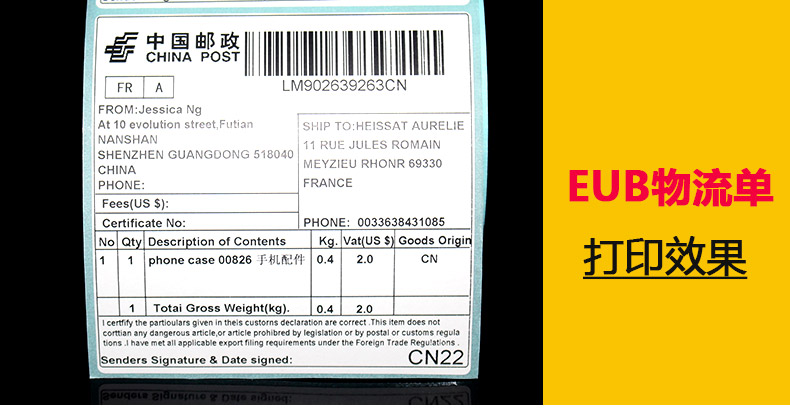 中国邮政
CHINA POST
LM902639263CN
FR A
FROM:Jessica Ng
At 10 evolution street,Futian
NANSHAN
SHENZHEN GUANGDONG 518040
CHINA
PHONE:
SHIP TO:HEISSAT AURELIE
11 RUE JULES ROMAIN
MEYZIEU RHONR 69330
FRANCE
PHONE: 0033638431085
Fees(US $):
Certificate No:
No Qty Description of Contents Kg. Vat(US $) Goods Origin
1 1 phone case 00826 手机配件 0.4 2.0 CN
1 Totai Gross Weight(kg). 0.4 2.0
I certfify the particulars given in theis custorns declaration are correct .This item does not
corttian any dangerous article,or article prohibred by legislation or by postal or customs regula
tions .I have met all applicable export filing requirements under the Foreign Trade Regulations .
Senders Signature & Date signed:
CN22
EUB物流单
打印效果